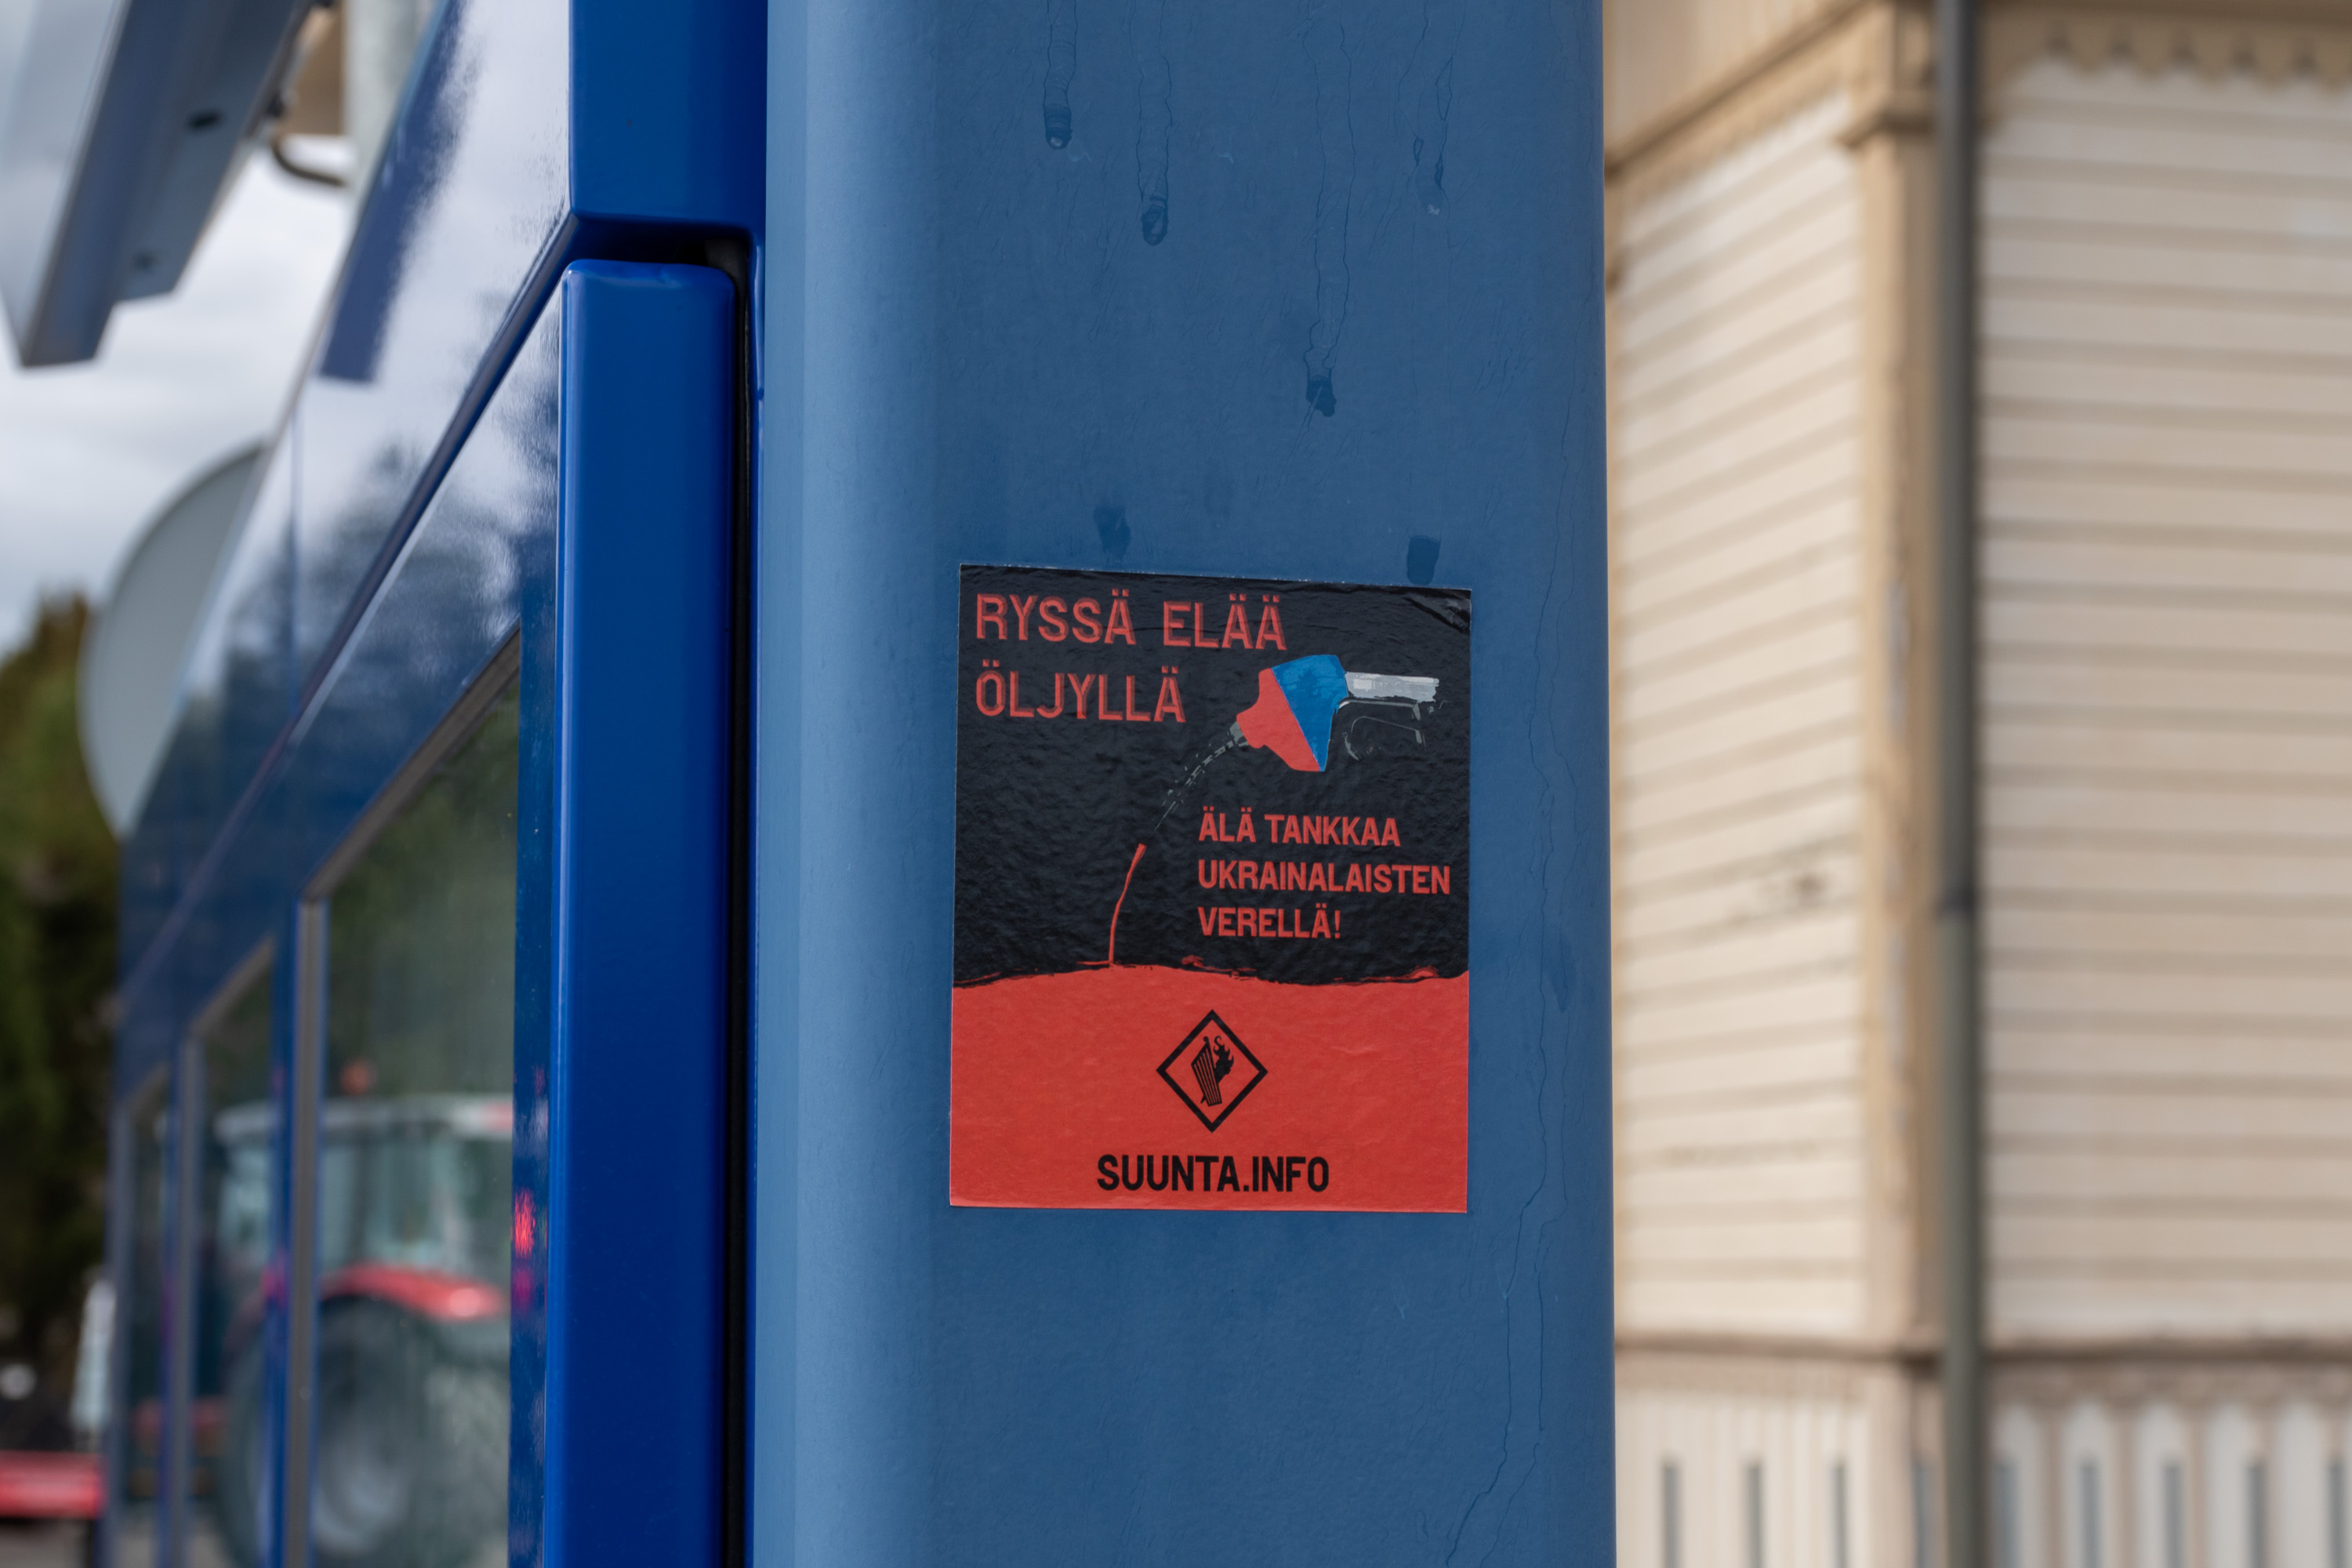 RYSSÄ ELÄÄ
ÖLJYLLÄ
ÄLÄ TANKKAA
UKRAINALAISTEN
VERELLÄ!
SUUNTA.INFO